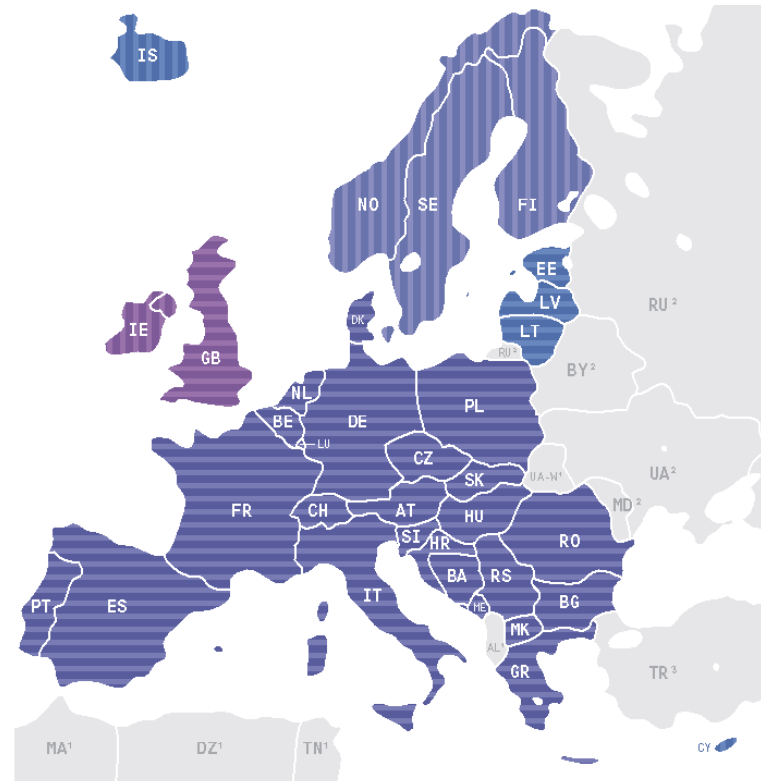 IS
NO
SE
FI
EE
LV
LT
RU²
RU²
BY²
IE
GB
DK
NL
BE
LU
DE
PL
CZ
SK
UA-W¹
UA²
MD²
FR
CH
AT
HU
SI
HR
RO
BA
RS
ME
BG
PT
ES
IT
MK
AL¹
GR
TR³
MA¹
DZ¹
TN¹
CY